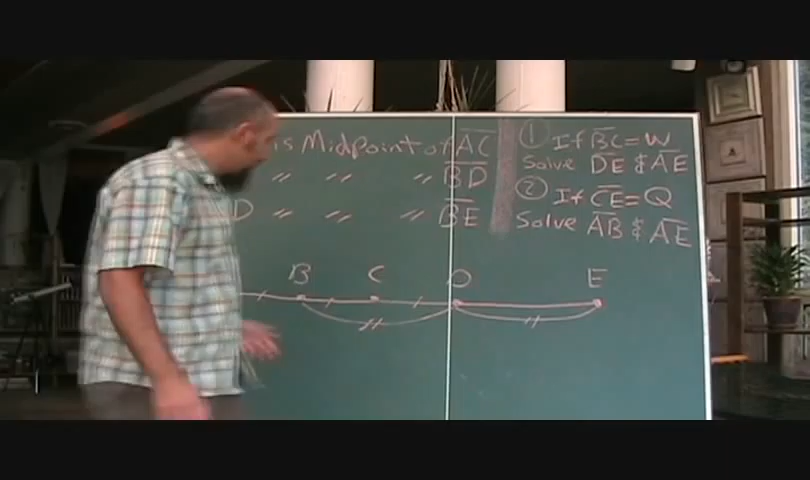 is Midpoint of AC
〃 〃 〃 BD
D 〃 〃 〃 BE
① If BC = W
Solve DE & AE
② If CE = Q
Solve AB & AE
B C D E